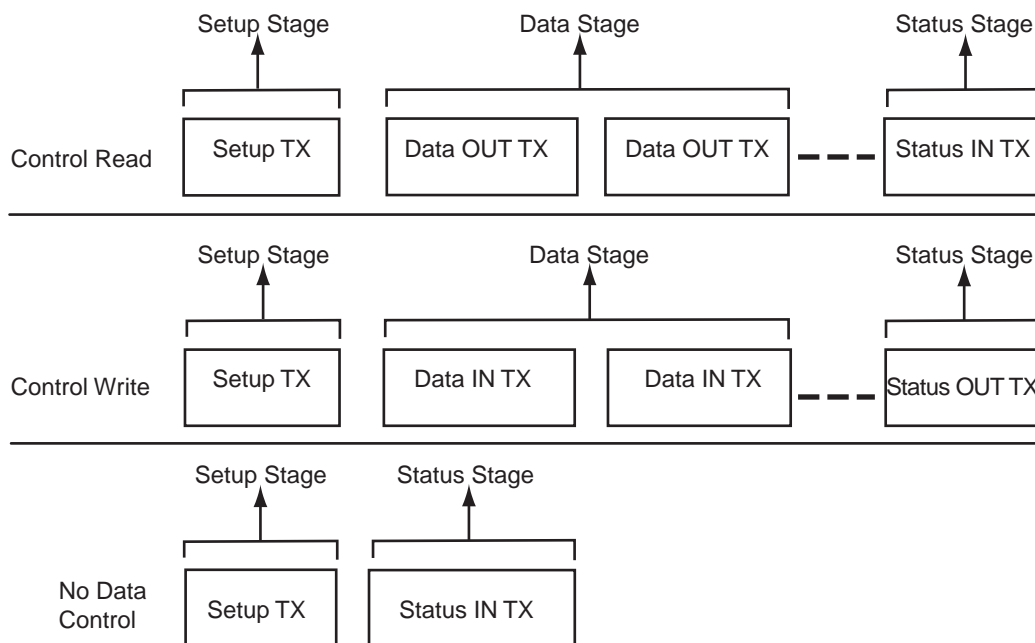 Setup Stage Data Stage Status Stage
Control Read Setup TX Data OUT TX Data OUT TX Status IN TX
Setup Stage Data Stage Status Stage
Control Write Setup TX Data IN TX Data IN TX Status OUT TX
Setup Stage Status Stage
No Data
Control Setup TX Status IN TX